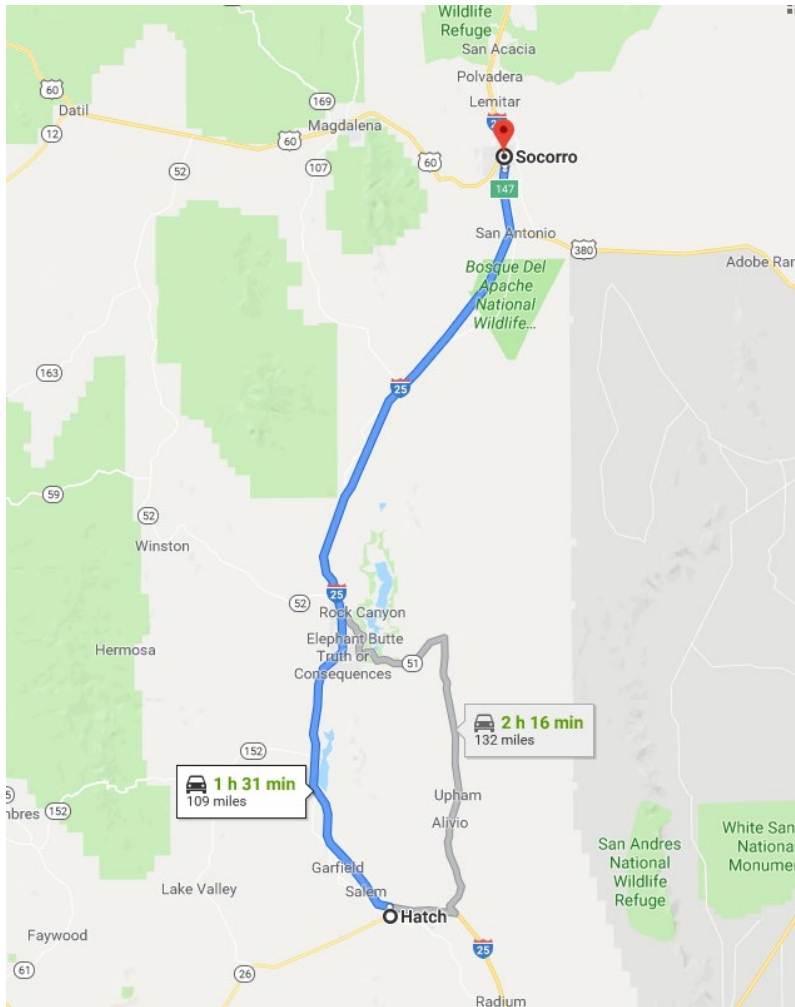 Wildlife
Refuge
San Acacia
Polvadera
60
Datil
169
Lemitar
Magdalena
12
60
60
Socorro
52
107
147
San Antonio
380
Bosque Del
Apache
National
Wildlife...
Adobe Ran
163
25
59
52
Winston
52
25
Rock Canyon
Elephant Butte
Truth or
Consequences
Hermosa
51
2 h 16 min
132 miles
152
1 h 31 min
109 miles
152
Upham
Alivio
San Andres
National
Wildlife
Refuge
White San
National
Monume
Garfield
Lake Valley
Salem
Hatch
Faywood
25
61
26
Radium